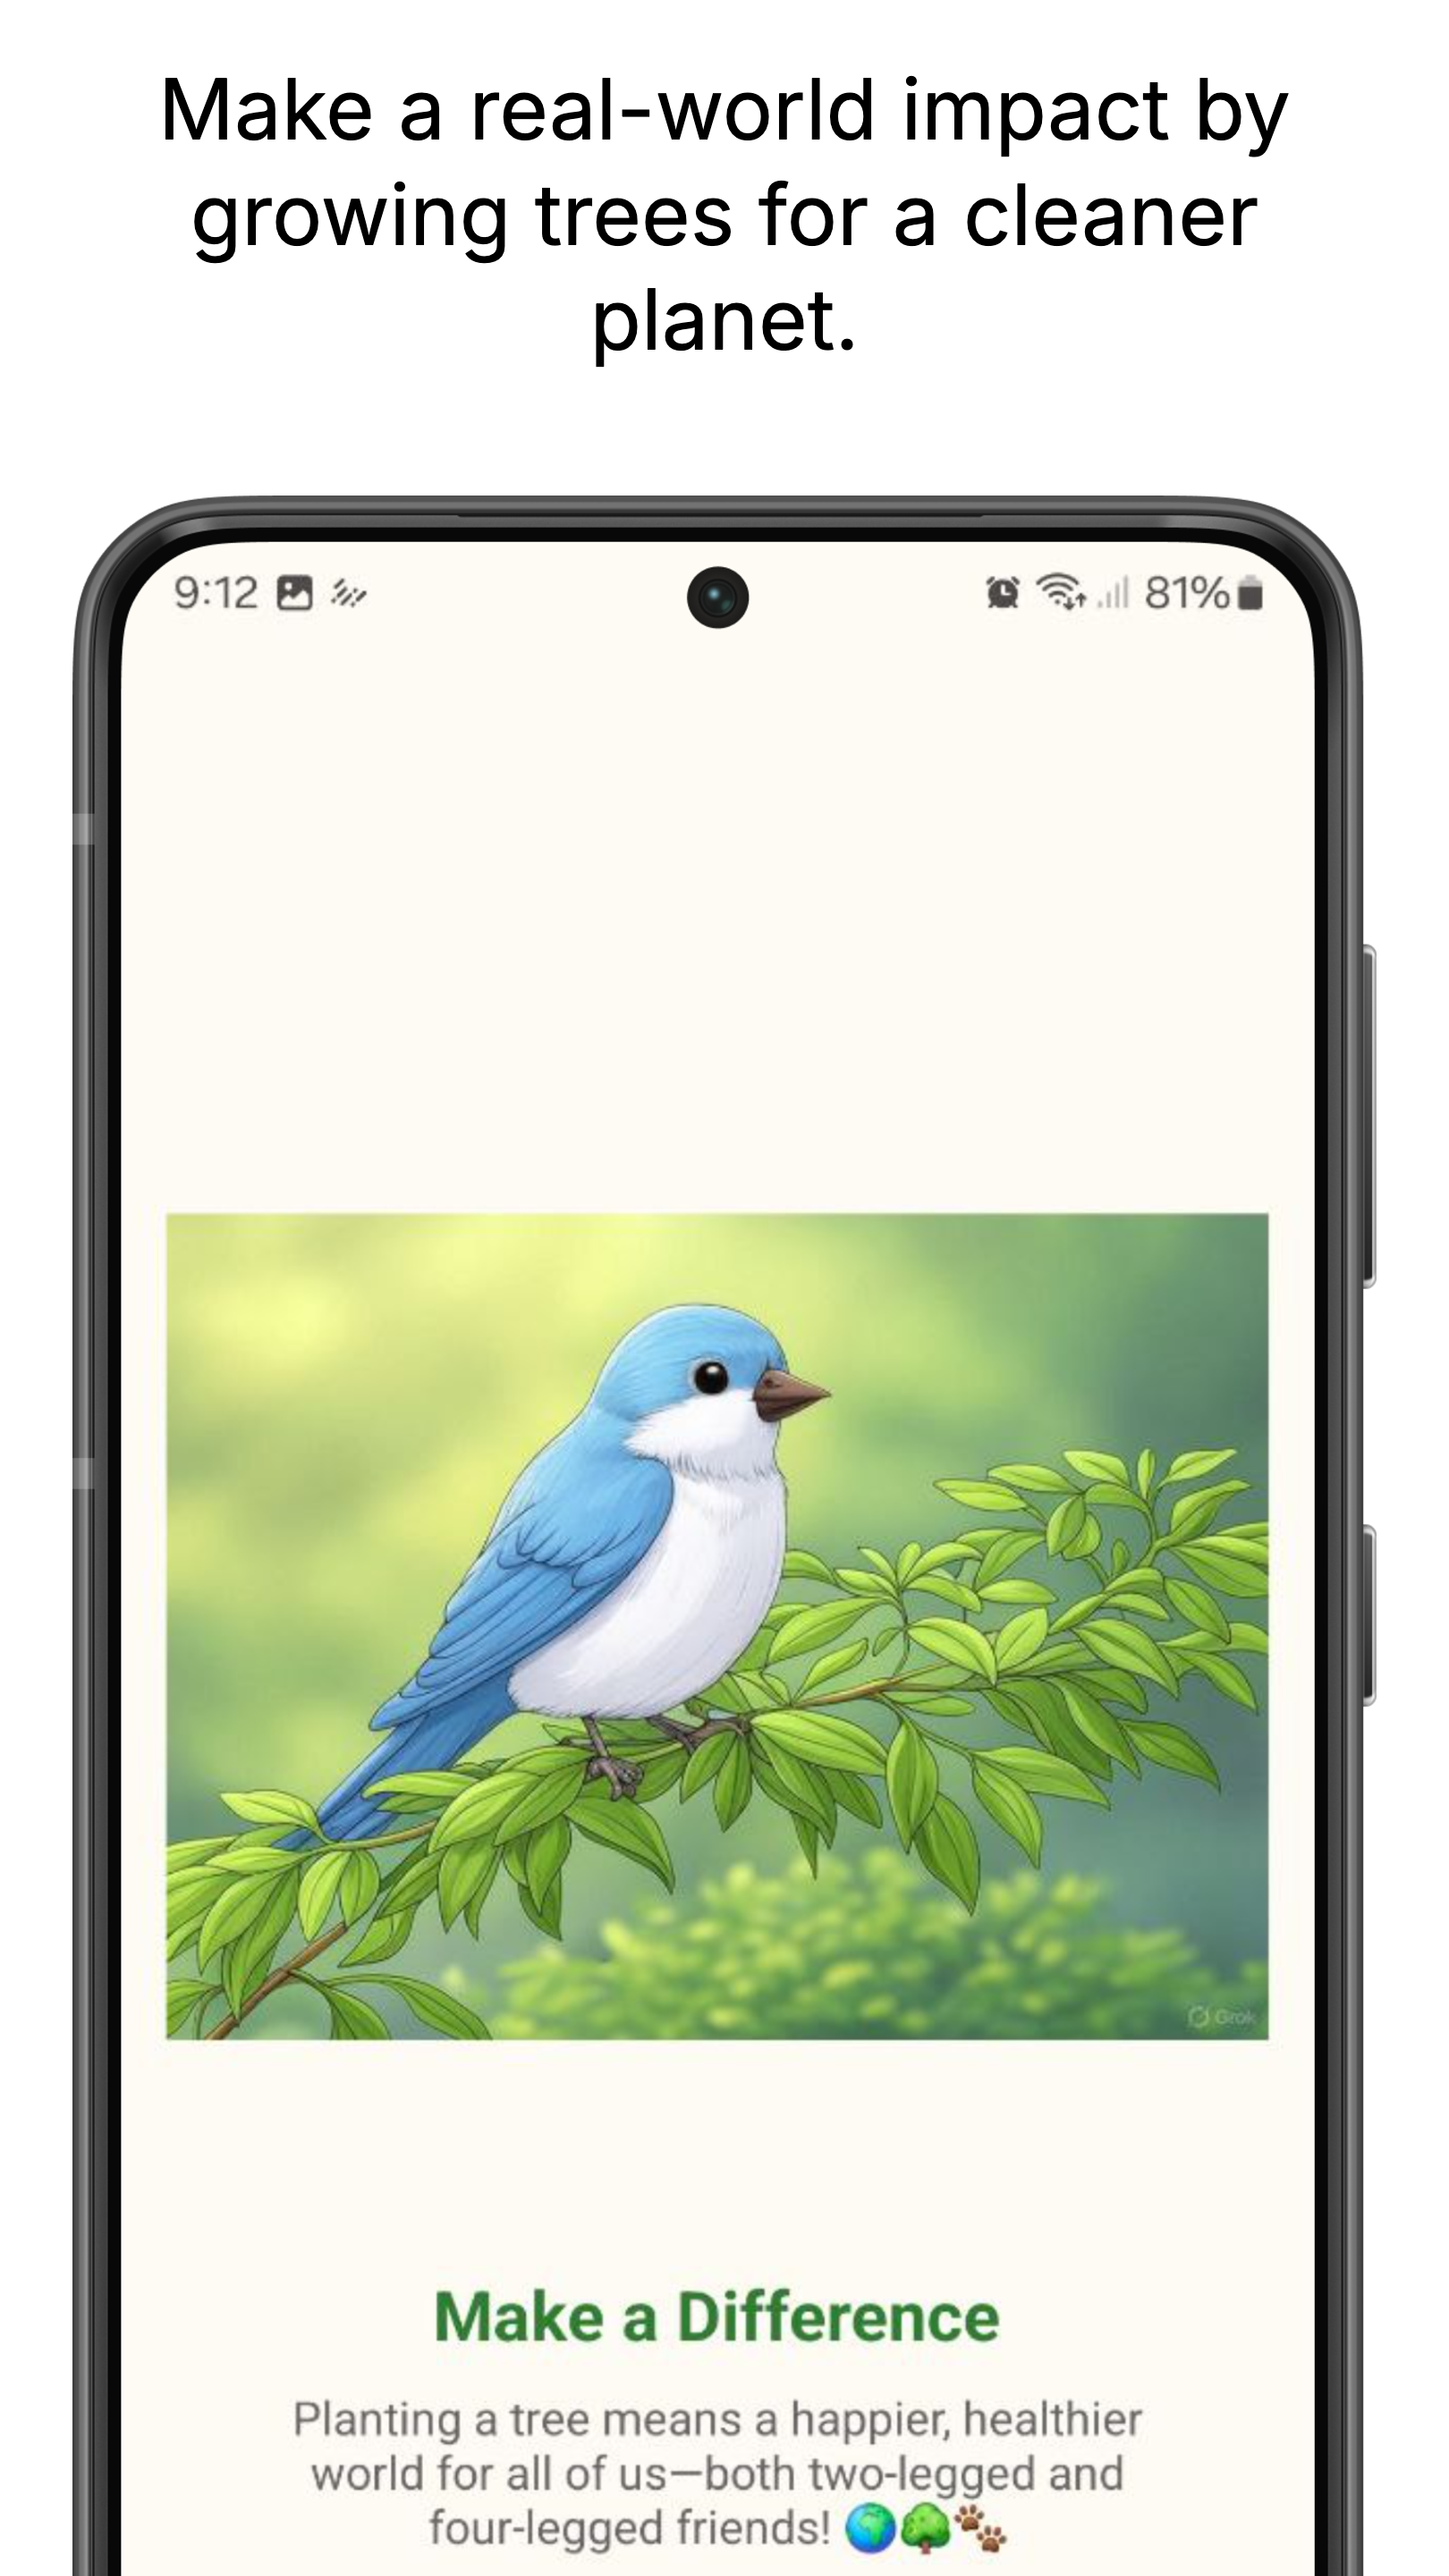 Make a real-world impact by
growing trees for a cleaner
planet.
9:12 81%
Grok
Make a Difference
Planting a tree means a happier, healthier
world for all of us—both two-legged and
four-legged friends! 🌍🌳🐾